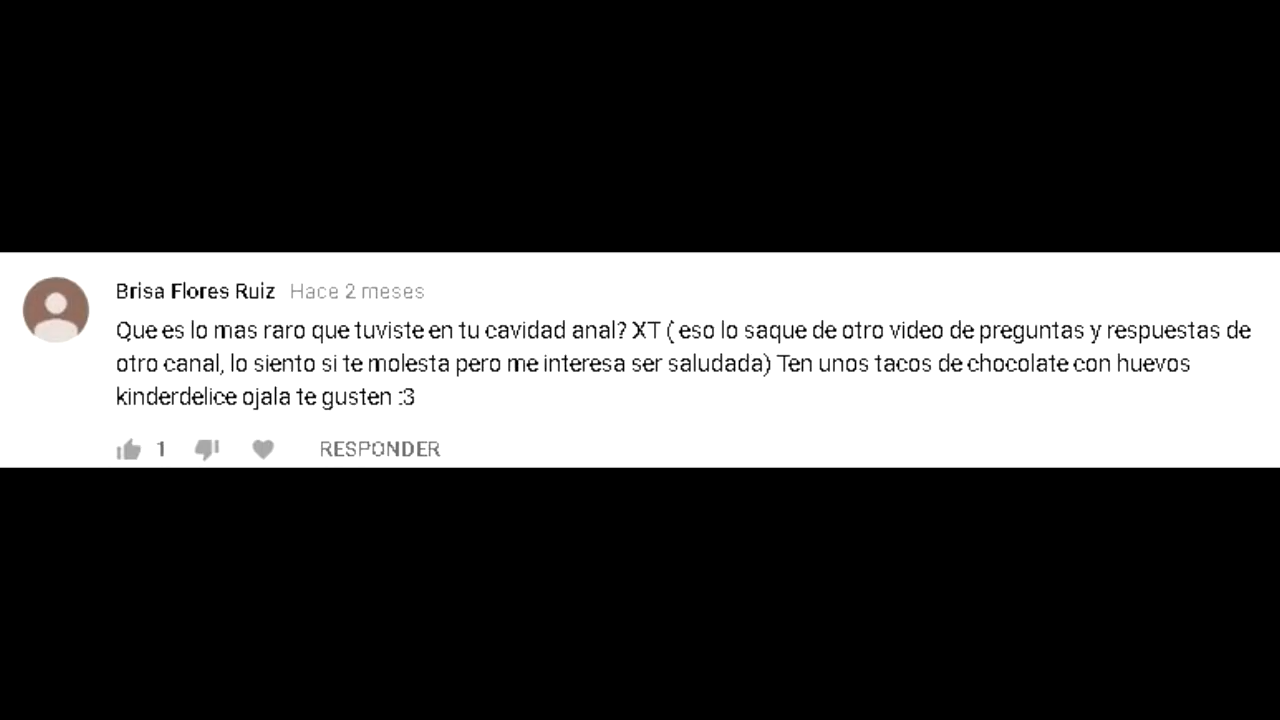 Brisa Flores Ruiz Hace 2 meses
Que es lo mas raro que tuviste en tu cavidad anal? XT ( eso lo saque de otro video de preguntas y respuestas de
otro canal, lo siento si te molesta pero me interesa ser saludada) Ten unos tacos de chocolate con huevos
kinderdelice ojala te gusten :3
1 RESPONDER